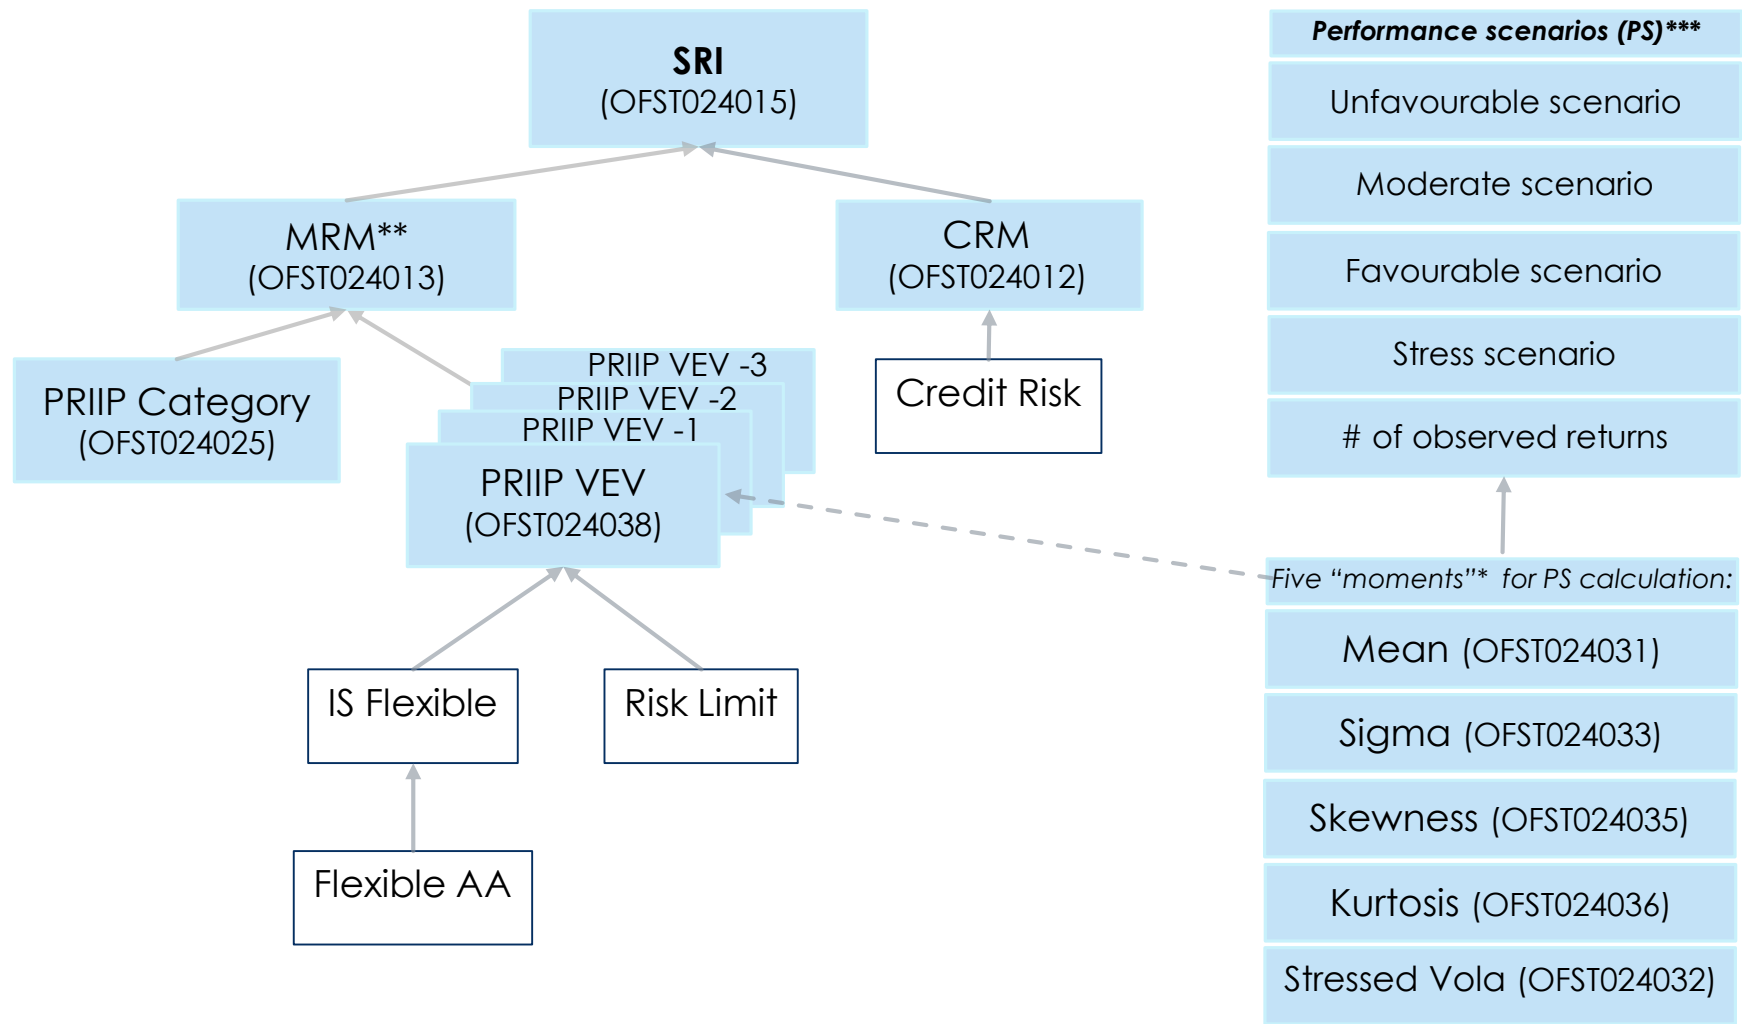 SRI
(OFST024015)
MRM**
(OFST024013)
CRM
(OFST024012)
PRIIP Category
(OFST024025)
PRIIP VEV -3
PRIIP VEV -2
PRIIP VEV -1
PRIIP VEV
(OFST024038)
Credit Risk
IS Flexible
Risk Limit
Flexible AA
Performance scenarios (PS)***
Unfavourable scenario
Moderate scenario
Favourable scenario
Stress scenario
# of observed returns
Five “moments”* for PS calculation:
Mean (OFST024031)
Sigma (OFST024033)
Skewness (OFST024035)
Kurtosis (OFST024036)
Stressed Vola (OFST024032)